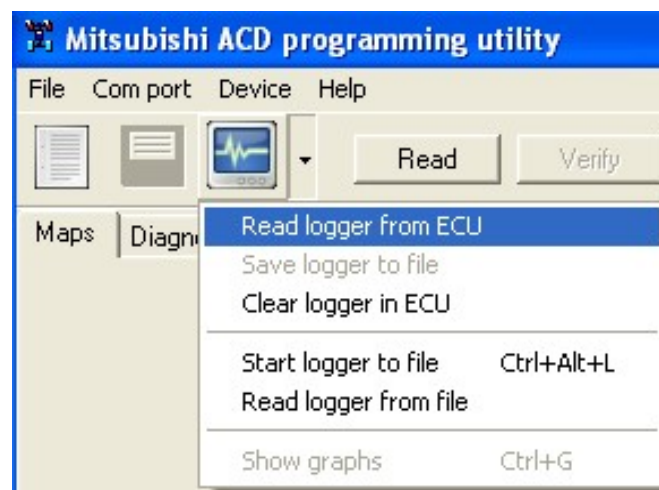 Mitsubishi ACD programming utility
File Com port Device Help
Read Verify
Maps
Read logger from ECU
Save logger to file
Clear logger in ECU
Start logger to file Ctrl+Alt+L
Read logger from file
Show graphs Ctrl+G